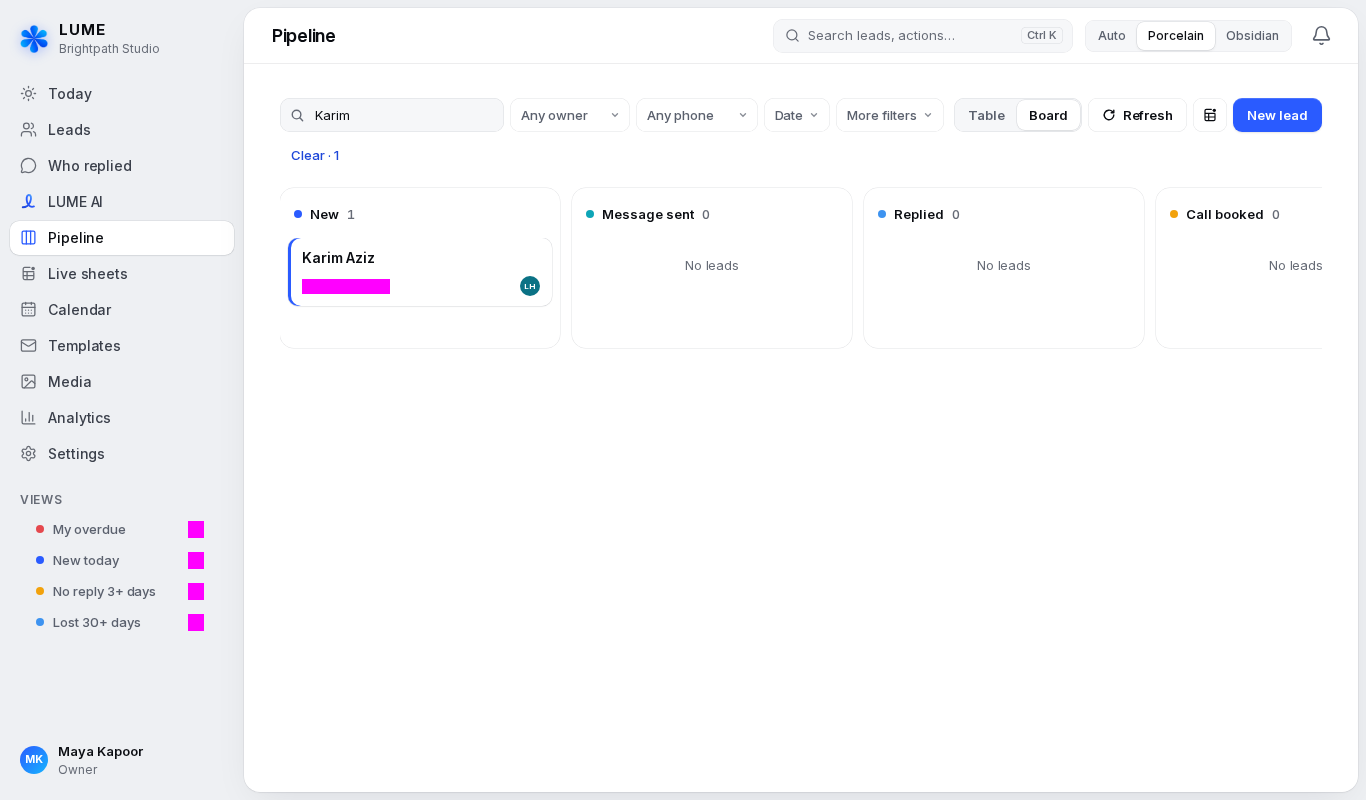 LUME
Brightpath Studio
Today
Leads
Who replied
LUME AI
Pipeline
Live sheets
Calendar
Templates
Media
Analytics
Settings
VIEWS
My overdue
New today
No reply 3+ days
Lost 30+ days
MK
Maya Kapoor
Owner
Pipeline
Search leads, actions…
Ctrl K
Auto
Porcelain
Obsidian
Karim
Any owner
Any phone
Date
More filters
Table
Board
Refresh
New lead
Clear · 1
New 1
Karim Aziz
LH
Message sent 0
No leads
Replied 0
No leads
Call booked 0
No leads